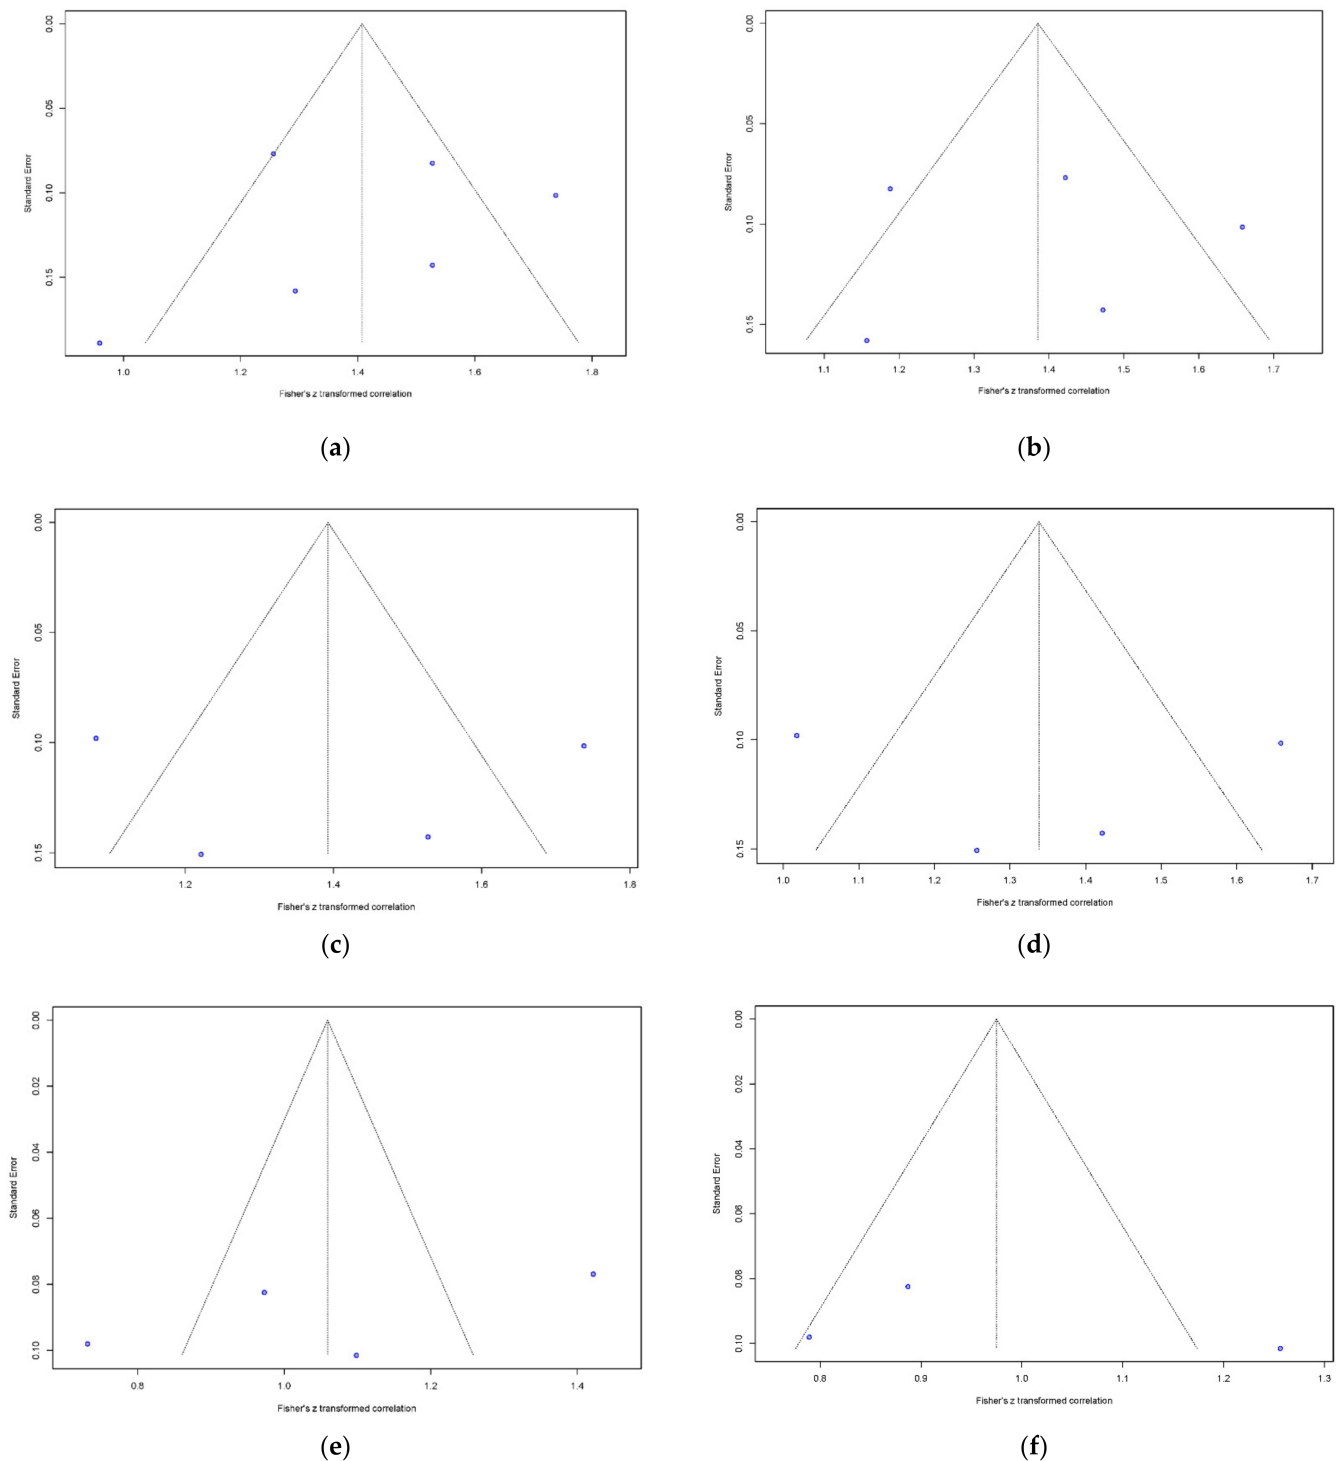 0.00
0.05
0.10
0.15
Standard Error
1.0 1.2 1.4 1.6 1.8
Fisher's z transformed correlation
(a)
0.00
0.05
0.10
0.15
Standard Error
1.1 1.2 1.3 1.4 1.5 1.6 1.7
Fisher's z transformed correlation
(b)
0.00
0.05
0.10
0.15
Standard Error
1.2 1.4 1.6 1.8
Fisher's z transformed correlation
(c)
0.00
0.05
0.10
0.15
Standard Error
1.0 1.1 1.2 1.3 1.4 1.5 1.6 1.7
Fisher's z transformed correlation
(d)
0.00
0.02
0.04
0.06
0.08
0.10
Standard Error
0.8 1.0 1.2 1.4
Fisher's z transformed correlation
(e)
0.00
0.02
0.04
0.06
0.08
0.10
Standard Error
0.8 0.9 1.0 1.1 1.2 1.3
Fisher's z transformed correlation
(f)